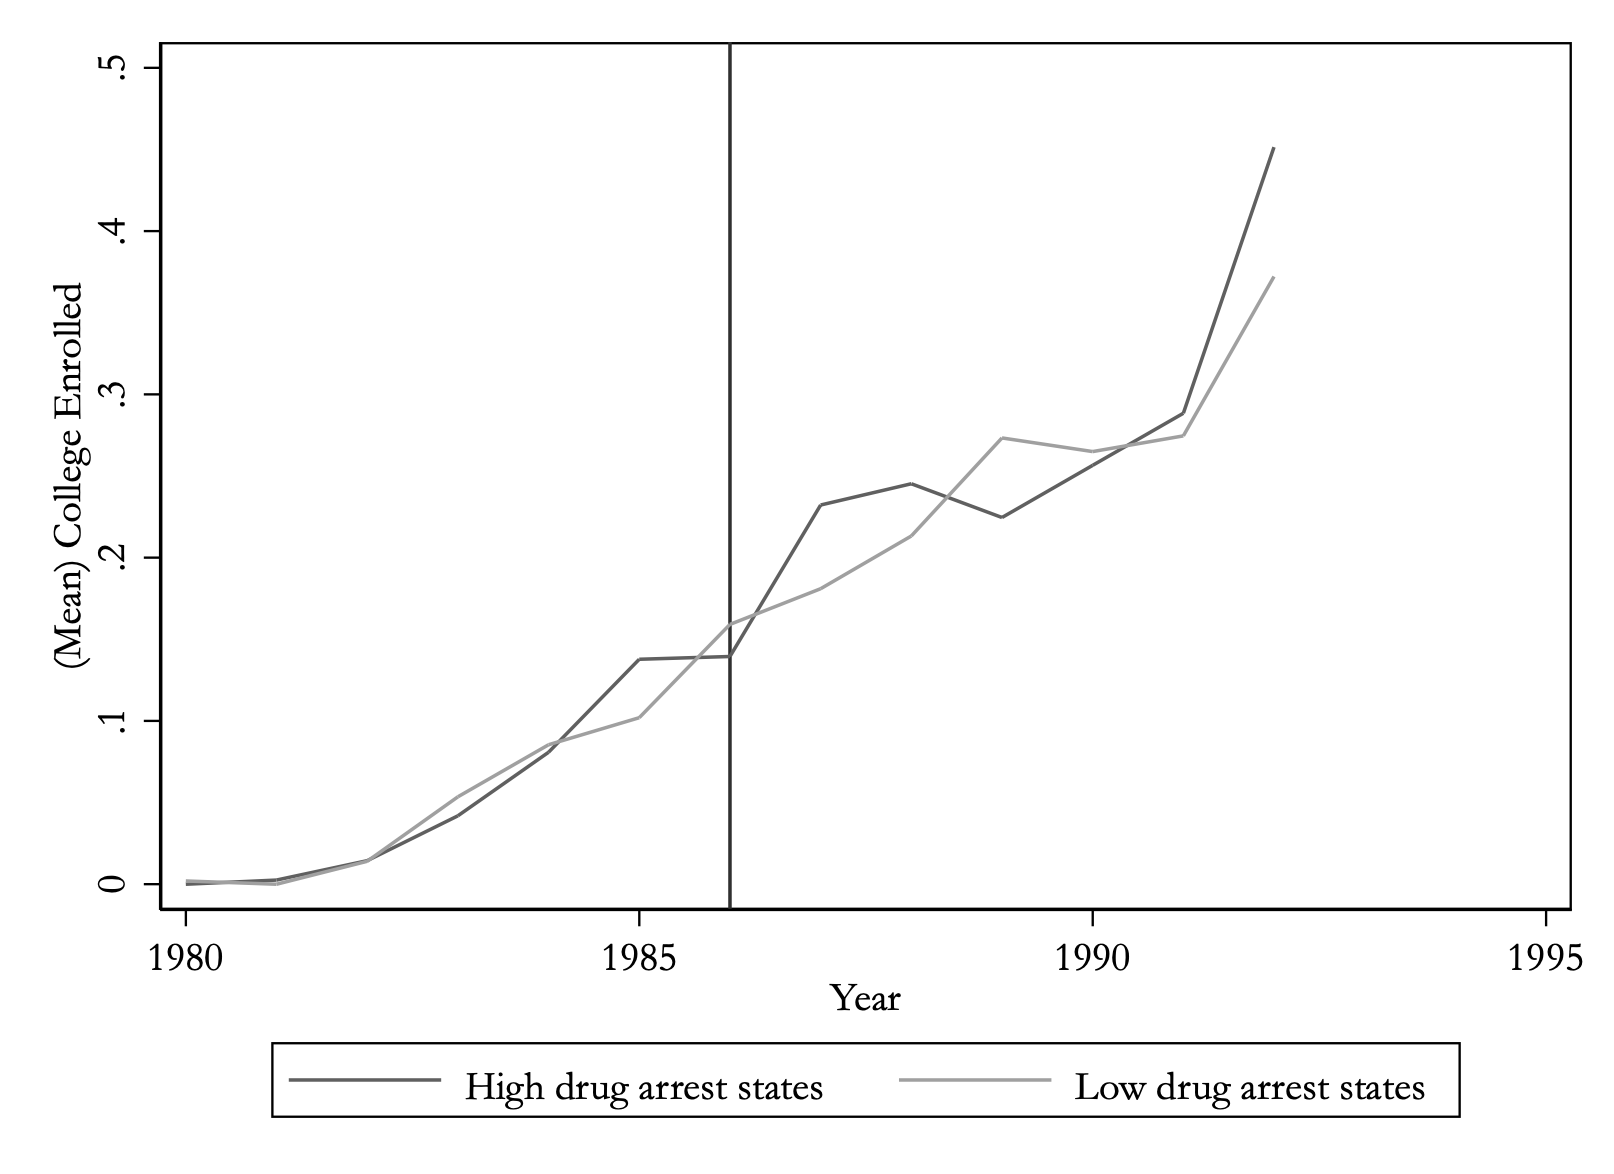 .5
.4
.3
.2
.1
0
(Mean) College Enrolled
1980 1985 1990 1995
Year
High drug arrest states Low drug arrest states